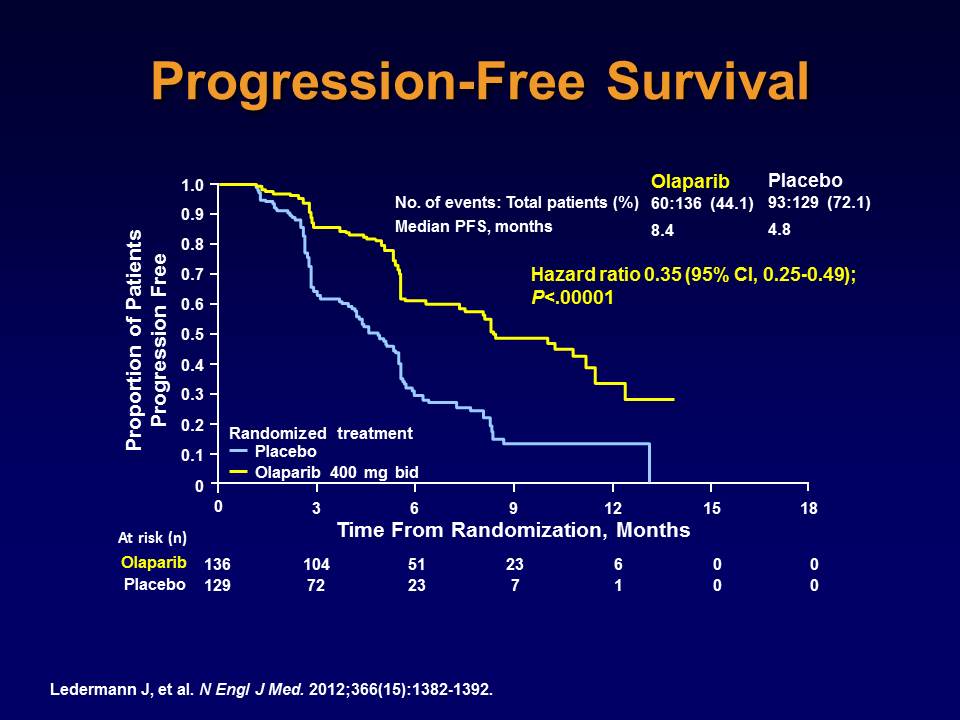 Progression-Free Survival
Olaparib Placebo
No. of events: Total patients (%) 60:136 (44.1) 93:129 (72.1)
Median PFS, months 8.4 4.8
Hazard ratio 0.35 (95% CI, 0.25-0.49);
P<.00001
Proportion of Patients
Progression Free
1.0
0.9
0.8
0.7
0.6
0.5
0.4
0.3
0.2
0.1
0
Randomized treatment
Placebo
Olaparib 400 mg bid
0 3 6 9 12 15 18
Time From Randomization, Months
At risk (n)
Olaparib 136 104 51 23 6 0 0
Placebo 129 72 23 7 1 0 0
Ledermann J, et al. N Engl J Med. 2012;366(15):1382-1392.